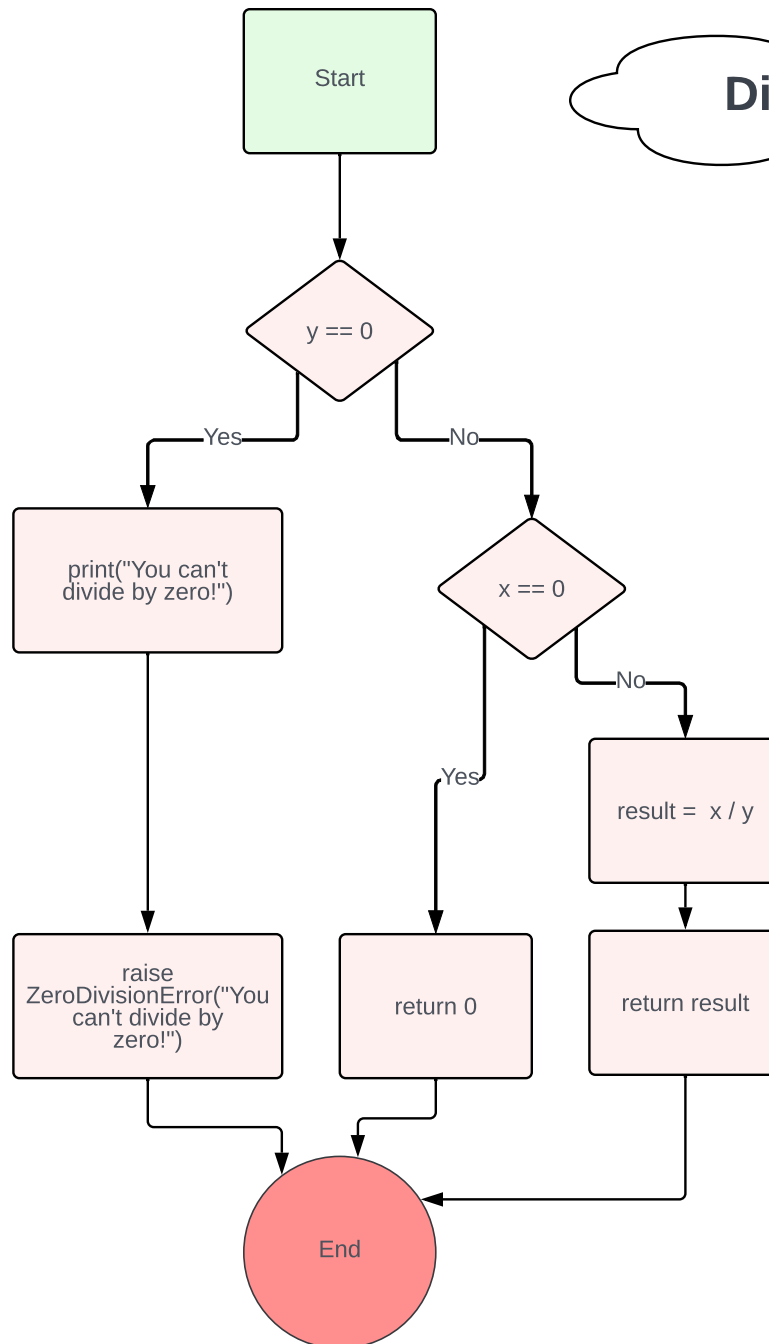 Start
Di
y == 0
Yes
No
print("You can't
divide by zero!")
x == 0
No
Yes
result =  x / y
raise
ZeroDivisionError("You
can't divide by
zero!")
return 0
return result
End